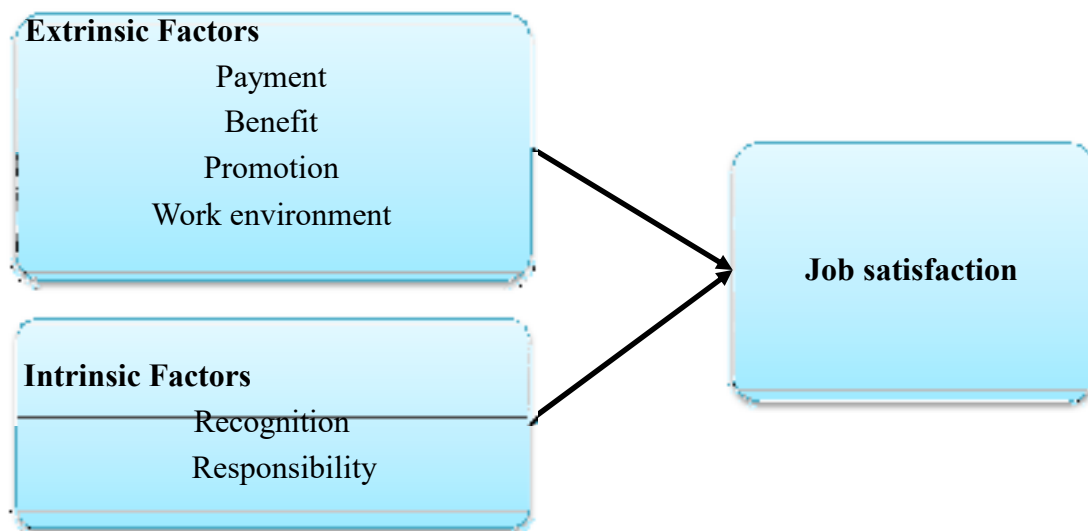 Extrinsic Factors
Payment
Benefit
Promotion
Work environment
Job satisfaction
Intrinsic Factors
Recognition
Responsibility